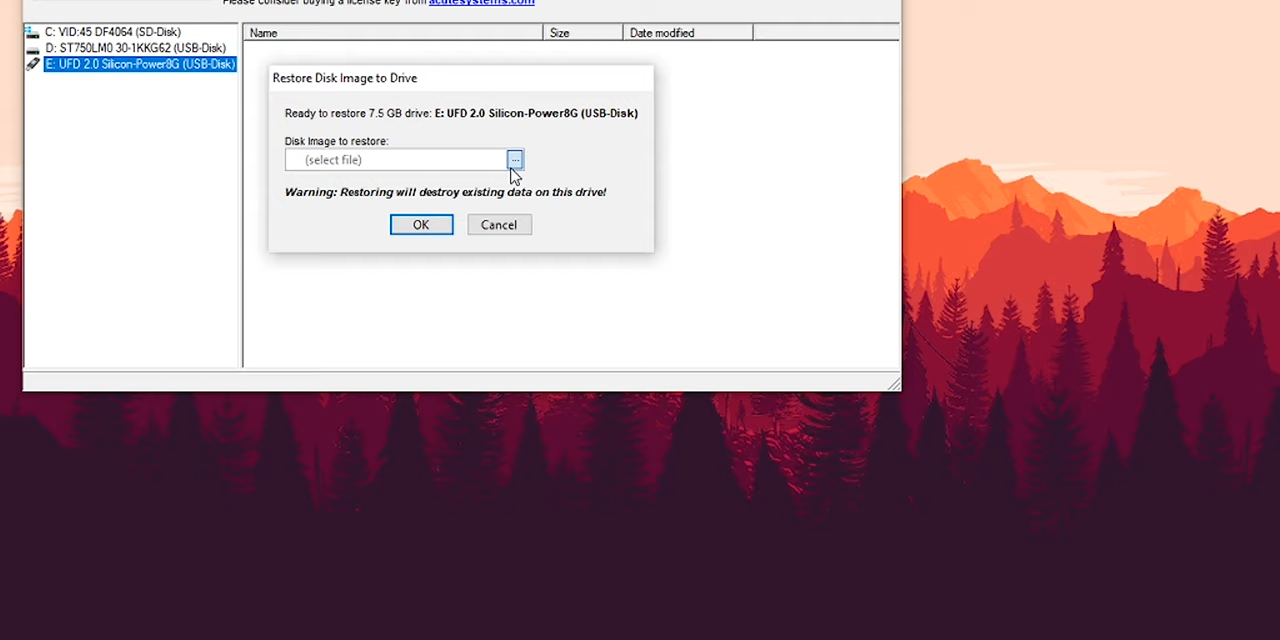 Please consider buying a license key from acutesystems.com
C: VID:45 DF4064 (SD-Disk)
D: ST750LM0 30-1KKG62 (USB-Disk)
E: UFD 2.0 Silicon-Power8G (USB-Disk)
Name Size Date modified
Restore Disk Image to Drive
Ready to restore 7.5 GB drive: E: UFD 2.0 Silicon-Power8G (USB-Disk)
Disk Image to restore:
(select file) ...
Warning: Restoring will destroy existing data on this drive!
OK Cancel